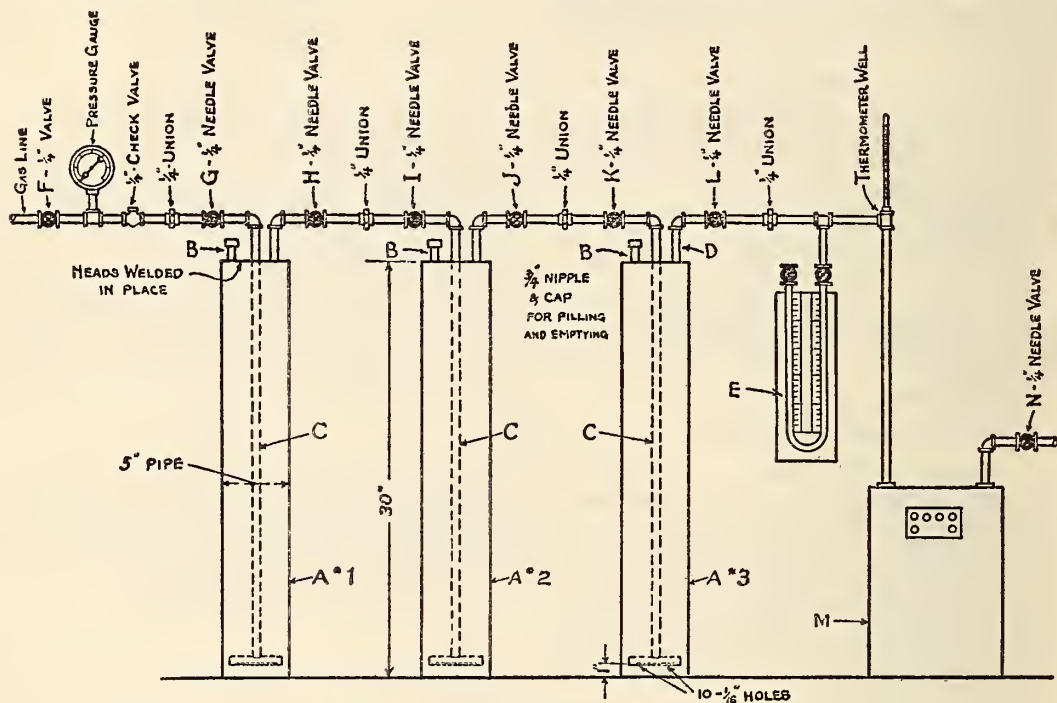 GAS LINE
F-¼" VALVE
PRESSURE GAUGE
¼"-CHECK VALVE
¼"-UNION
G-¼" NEEDLE VALVE
H-¼" NEEDLE VALVE
¼" UNION
I-¼" NEEDLE VALVE
J-¼" NEEDLE VALVE
¼" UNION
K-¼" NEEDLE VALVE
L-¼" NEEDLE VALVE
¼" UNION
THERMOMETER WELL
B
B
B
D
HEADS WELDED
IN PLACE
¾" NIPPLE
& CAP
FOR FILLING
AND EMPTYING
N-¼" NEEDLE VALVE
E
C
C
C
5" PIPE
30"
A#1
A#2
A#3
M
1"
10-1/16" HOLES